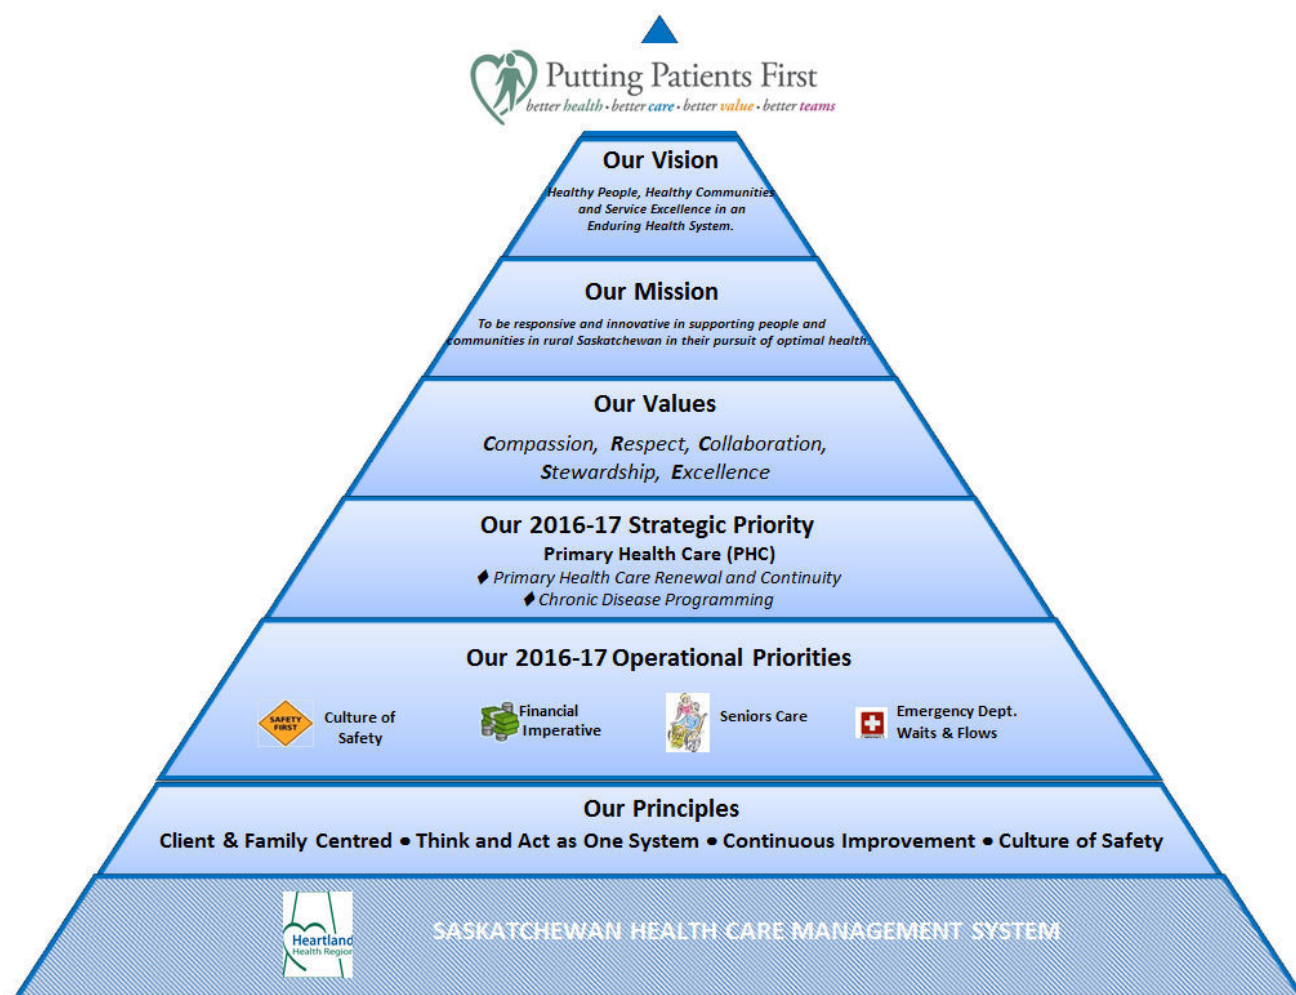 Putting Patients First
better health • better care • better value • better teams
Our Vision
Healthy People, Healthy Communities
and Service Excellence in an
Enduring Health System.
Our Mission
To be responsive and innovative in supporting people and
communities in rural Saskatchewan in their pursuit of optimal health.
Our Values
Compassion, Respect, Collaboration,
Stewardship, Excellence
Our 2016-17 Strategic Priority
Primary Health Care (PHC)
♦ Primary Health Care Renewal and Continuity
♦ Chronic Disease Programming
Our 2016-17 Operational Priorities
SAFETY
FIRST
Culture of
Safety
Financial
Imperative
Seniors Care
Emergency Dept.
Waits & Flows
Our Principles
Client & Family Centred • Think and Act as One System • Continuous Improvement • Culture of Safety
Heartland
Health Region
SASKATCHEWAN HEALTH CARE MANAGEMENT SYSTEM